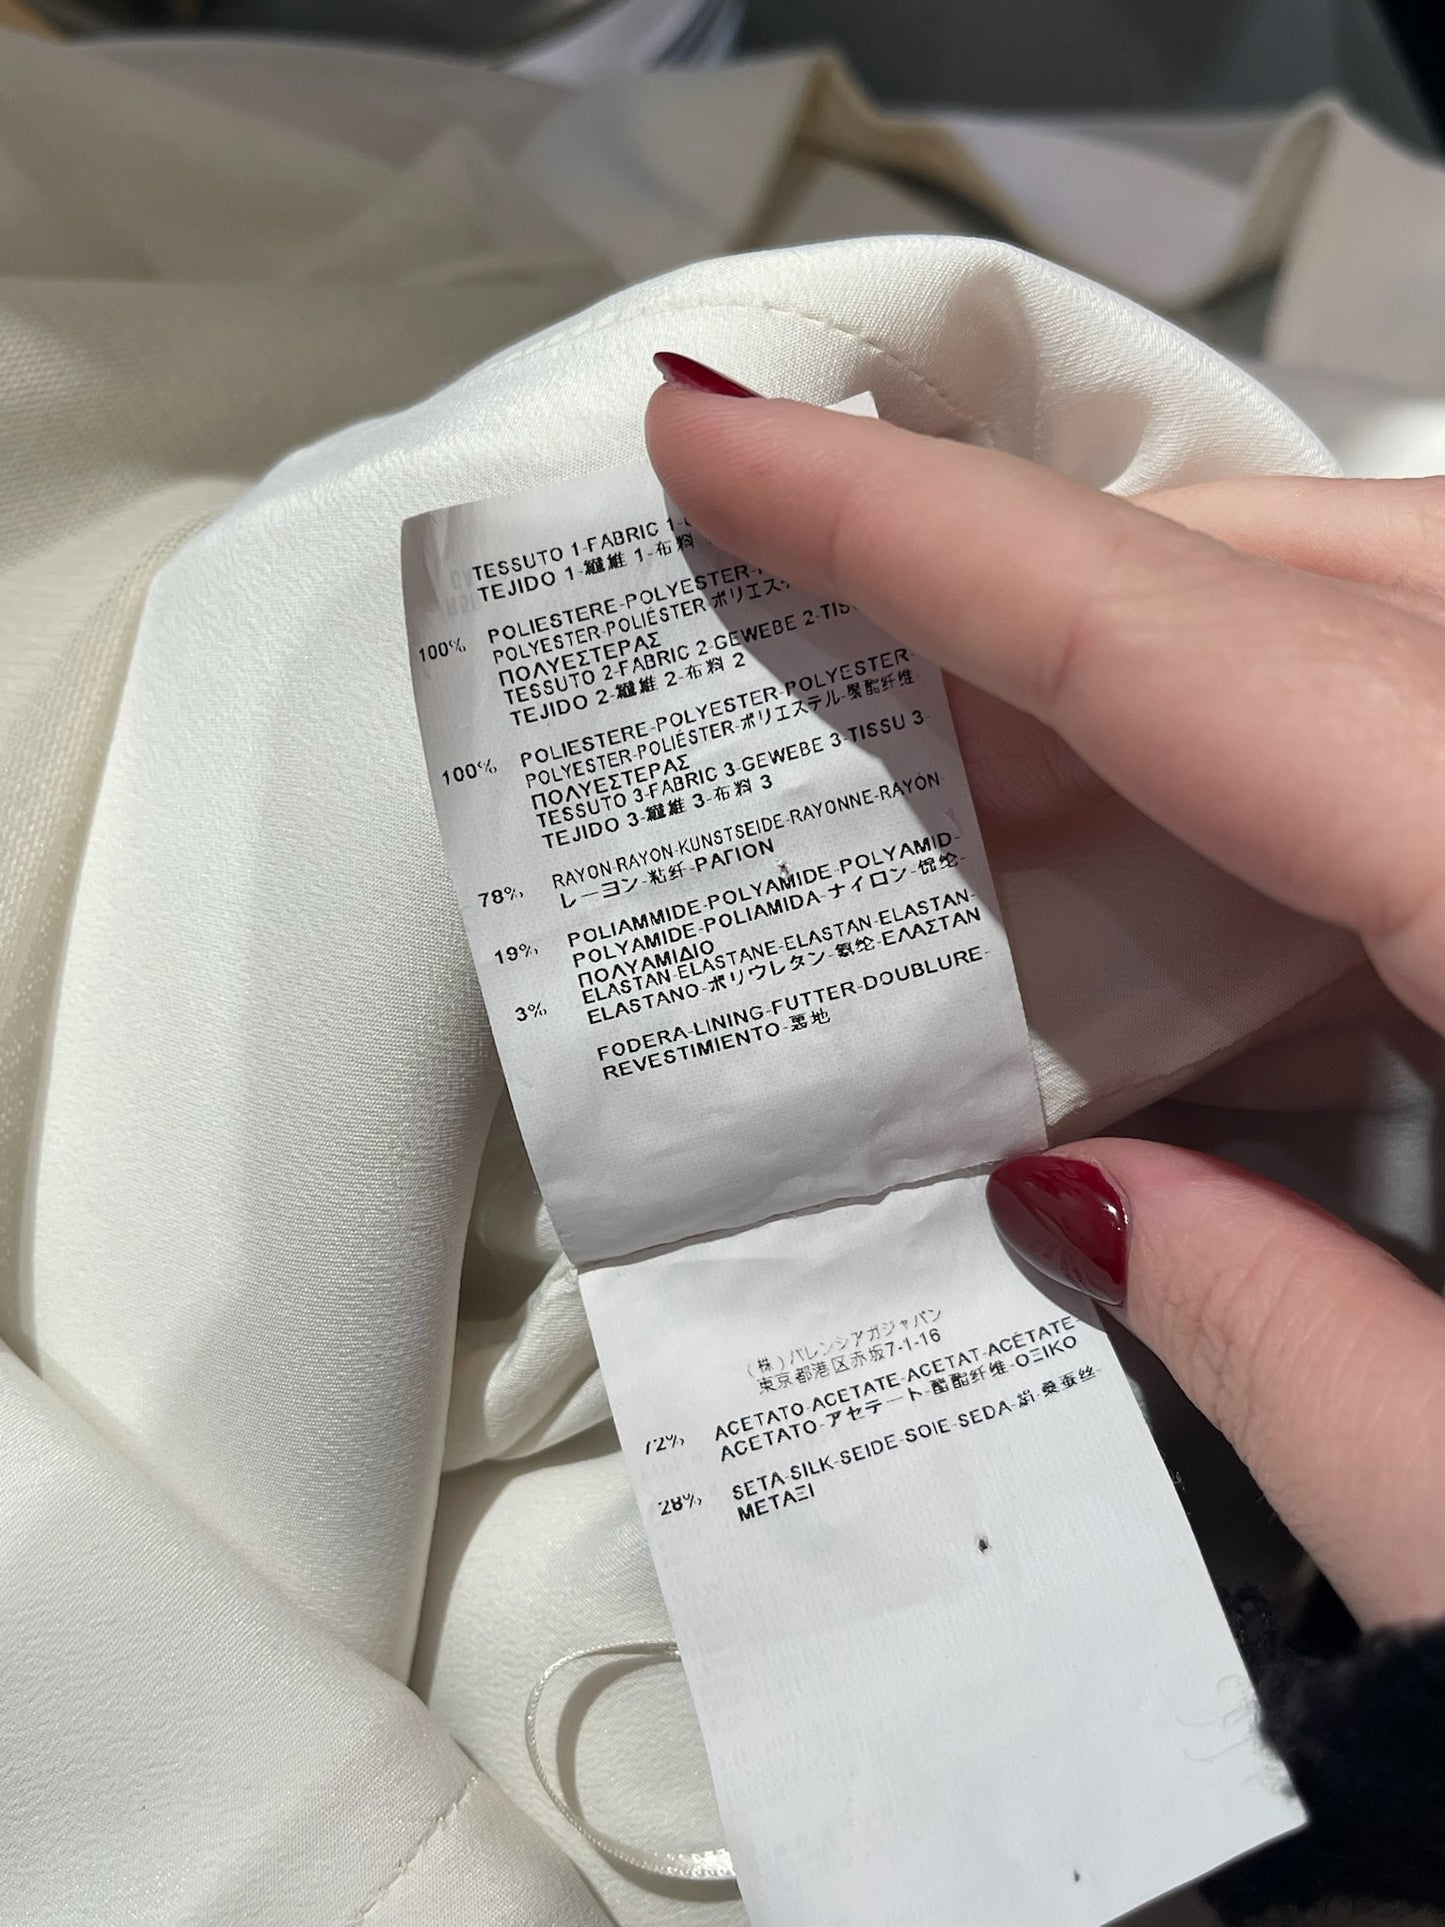 TESSUTO 1-FABRIC 1-
TEJIDO 1-纖維 1-布料
100% POLIESTERE-POLYESTER-
POLYESTER-POLIÉSTER-ポリエス
ΠΟΛΥΕΣΤΕΡΑΣ
TESSUTO 2-FABRIC 2-GEWEBE 2-TIS
TEJIDO 2-纖維 2-布料 2
100% POLIESTERE-POLYESTER-POLYESTER-
POLYESTER-POLIÉSTER-ポリエステル-聚酯纤维-
ΠΟΛΥΕΣΤΕΡΑΣ
TESSUTO 3-FABRIC 3-GEWEBE 3-TISSU 3-
TEJIDO 3-纖維 3-布料 3
78% RAYON-RAYON-KUNSTSEIDE-RAYONNE-RAYÓN-
レーヨン-粘纤-ΡΑΓΙΟΝ
19% POLIAMMIDE-POLYAMIDE-POLYAMID-
POLYAMIDE-POLIAMIDA-ナイロン-锦纶-
ΠΟΛΥΑΜΙΔΙΟ
3% ELASTAN-ELASTANE-ELASTAN-ELASTAN-
ELASTANO-ポリウレタン-氨纶-ΕΛΑΣΤΑΝ
FODERA-LINING-FUTTER-DOUBLURE-
REVESTIMIENTO-裏地
(株)バレンシアガジャパン
東京都港区赤坂7-1-16
72% ACETATO-ACETATE-ACETAT-ACÉTATE-
ACETATO-アセテート-醋酯纤维-ΟΞΙΚΟ
28% SETA-SILK-SEIDE-SOIE-SEDA-絹-桑蚕丝-
ΜΕΤΑΞΙ